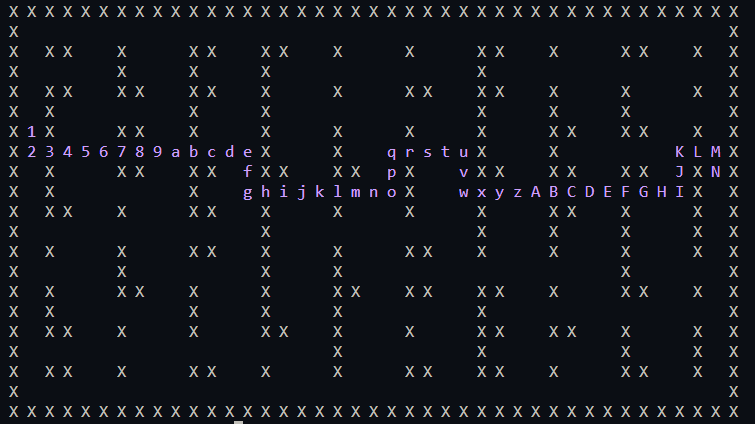 X X X X X X X X X X X X X X X X X X X X X X X X X X X X X X X X X X X X X X X X X
X X
X X X X X X X X X X X X X X X X X
X X X X X X
X X X X X X X X X X X X X X X X
X X X X X X X X
X 1 X X X X X X X X X X X X X X
X 2 3 4 5 6 7 8 9 a b c d e X X q r s t u X X K L M X
X X X X X X f X X X X p X v X X X X X X J X N X
X X g h i j k l m n o X w x y z A B C D E F G H I X X
X X X X X X X X X X X X X X X
X X X X
X X X X X X X X X X X X X X
X X X X X
X X X X X X X X X X X X X X X X X
X X X X X X
X X X X X X X X X X X X X X X X
X X X X X
X X X X X X X X X X X X X X X X
X X
X X X X X X X X X X X X X X X X X X X X X X X X X X X X X X X X X X X X X X X X X